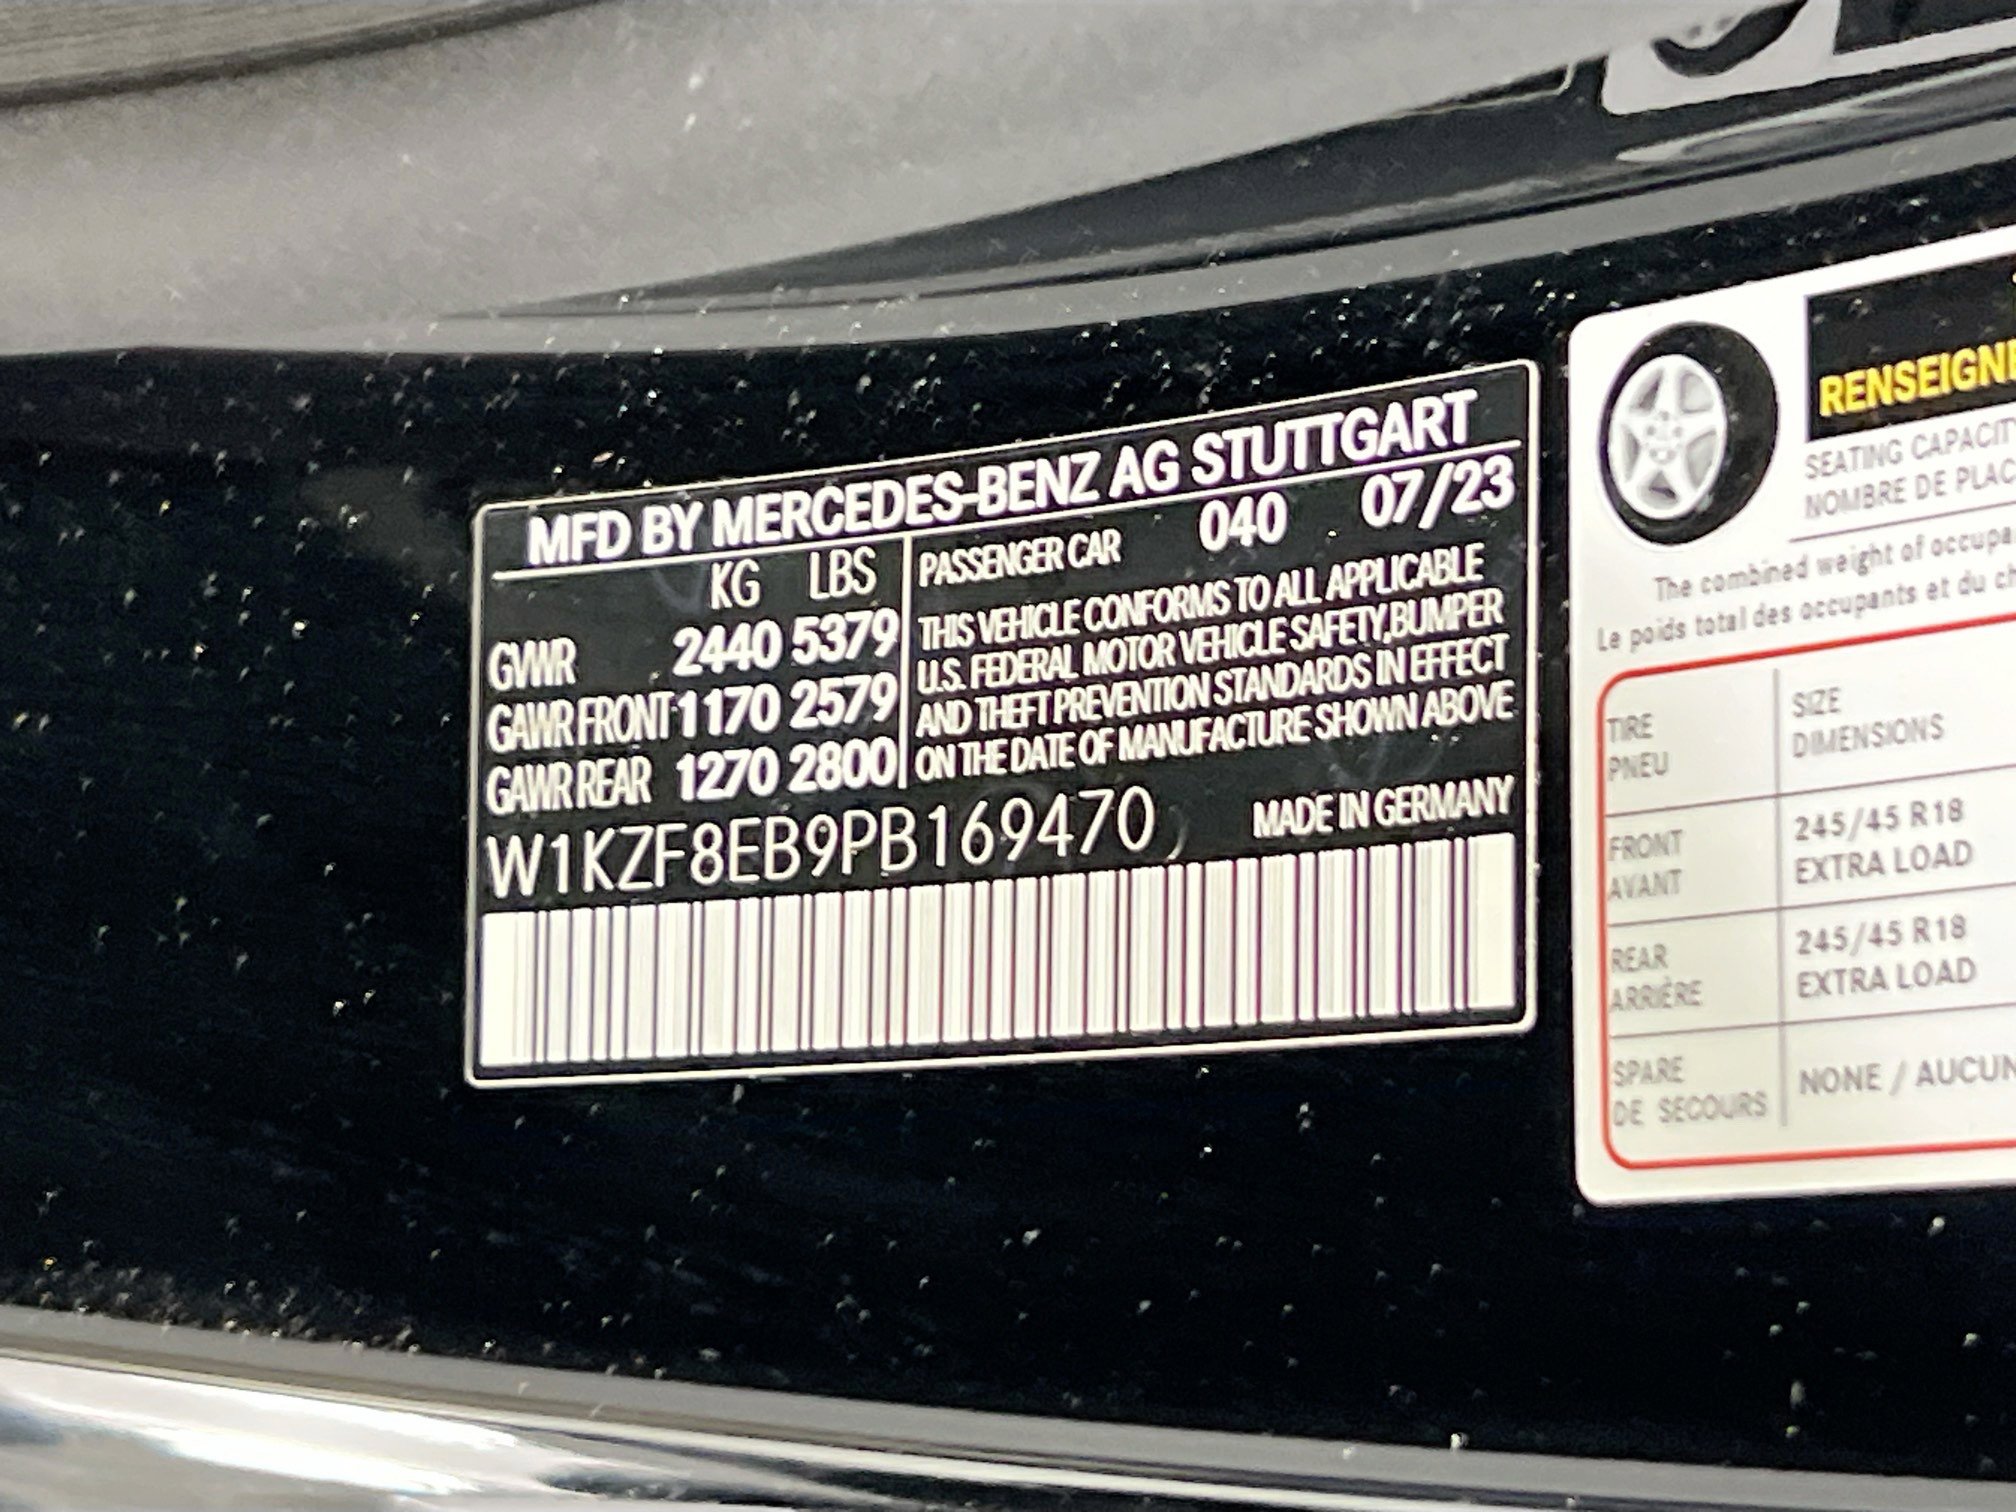 MFD BY MERCEDES-BENZ AG STUTTGART
KG LBS
GVWR 2440 5379
GAWR FRONT 1170 2579
GAWR REAR 1270 2800
PASSENGER CAR 040 07/23
THIS VEHICLE CONFORMS TO ALL APPLICABLE
U.S. FEDERAL MOTOR VEHICLE SAFETY,BUMPER
AND THEFT PREVENTION STANDARDS IN EFFECT
ON THE DATE OF MANUFACTURE SHOWN ABOVE
W1KZF8EB9PB169470
MADE IN GERMANY
RENSEIGNE
SEATING CAPACITY
NOMBRE DE PLAC
The combined weight of occupa
Le poids total des occupants et du ch
TIRE
PNEU
SIZE
DIMENSIONS
FRONT
AVANT
245/45 R18
EXTRA LOAD
REAR
ARRIÈRE
245/45 R18
EXTRA LOAD
SPARE
DE SECOURS
NONE / AUCUN